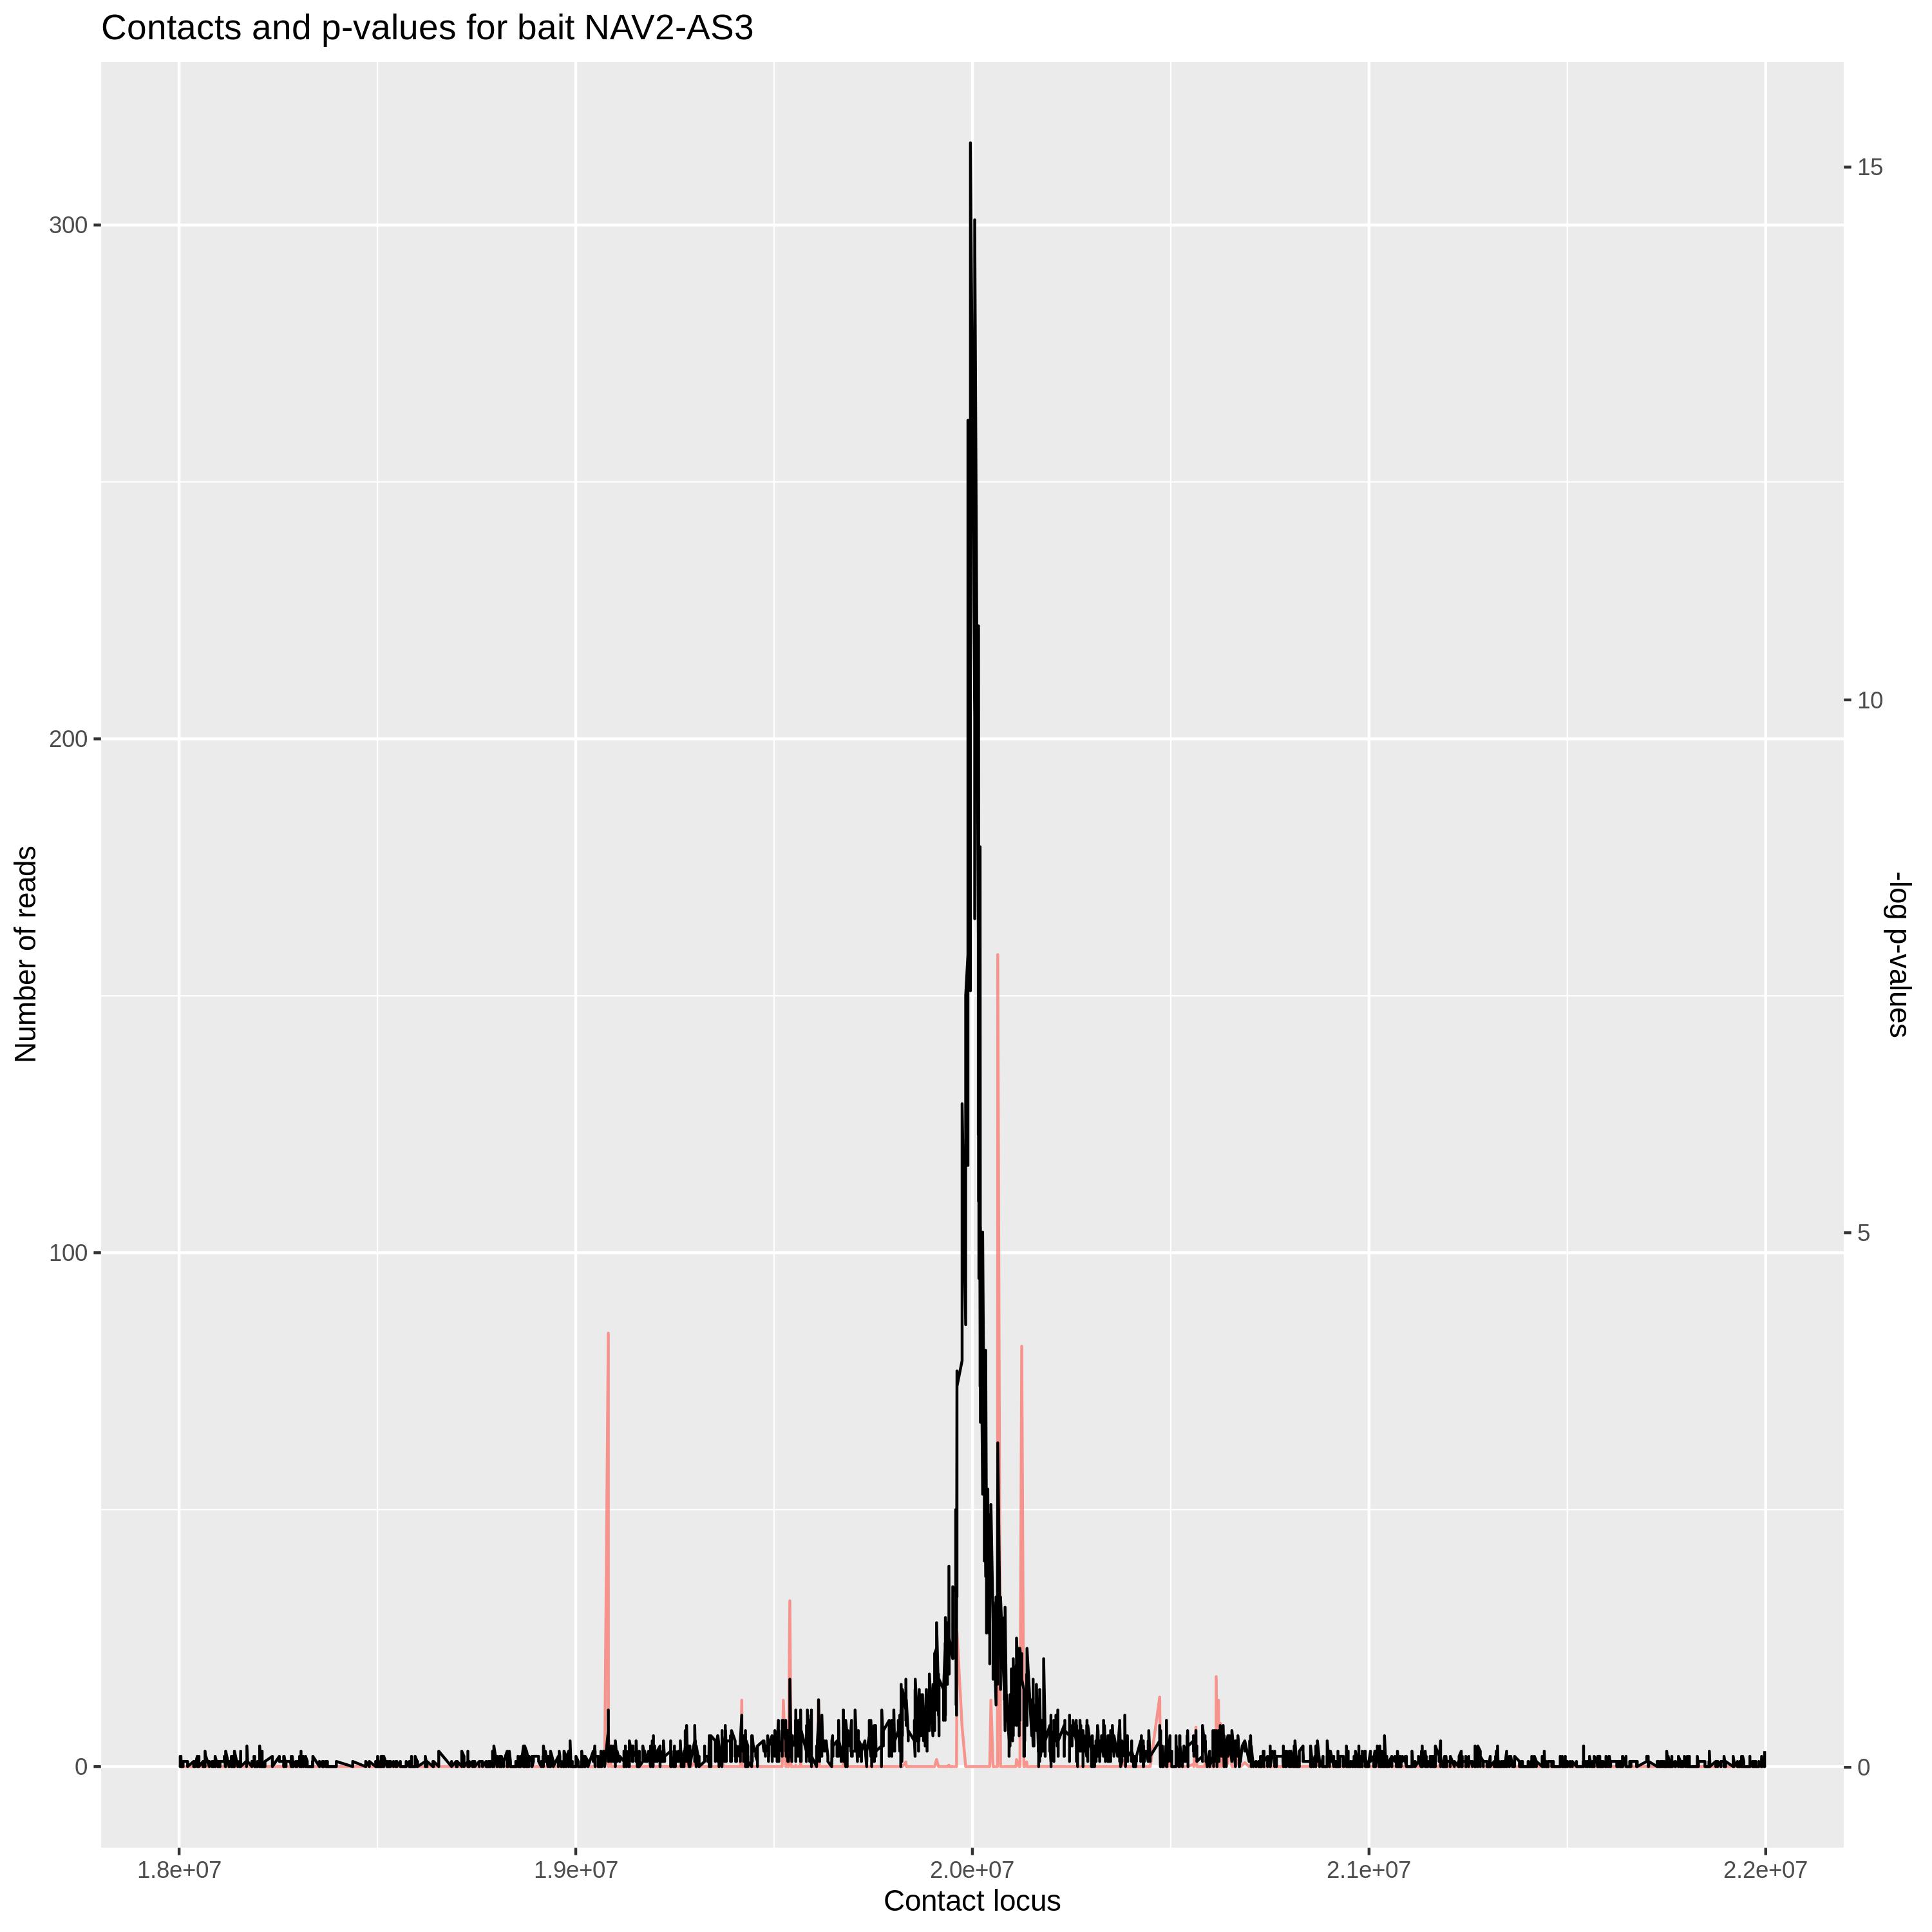 Contacts and p-values for bait NAV2-AS3
300
200
100
0
15
10
5
0
Number of reads
-log p-values
1.8e+07 1.9e+07 2.0e+07 2.1e+07 2.2e+07
Contact locus